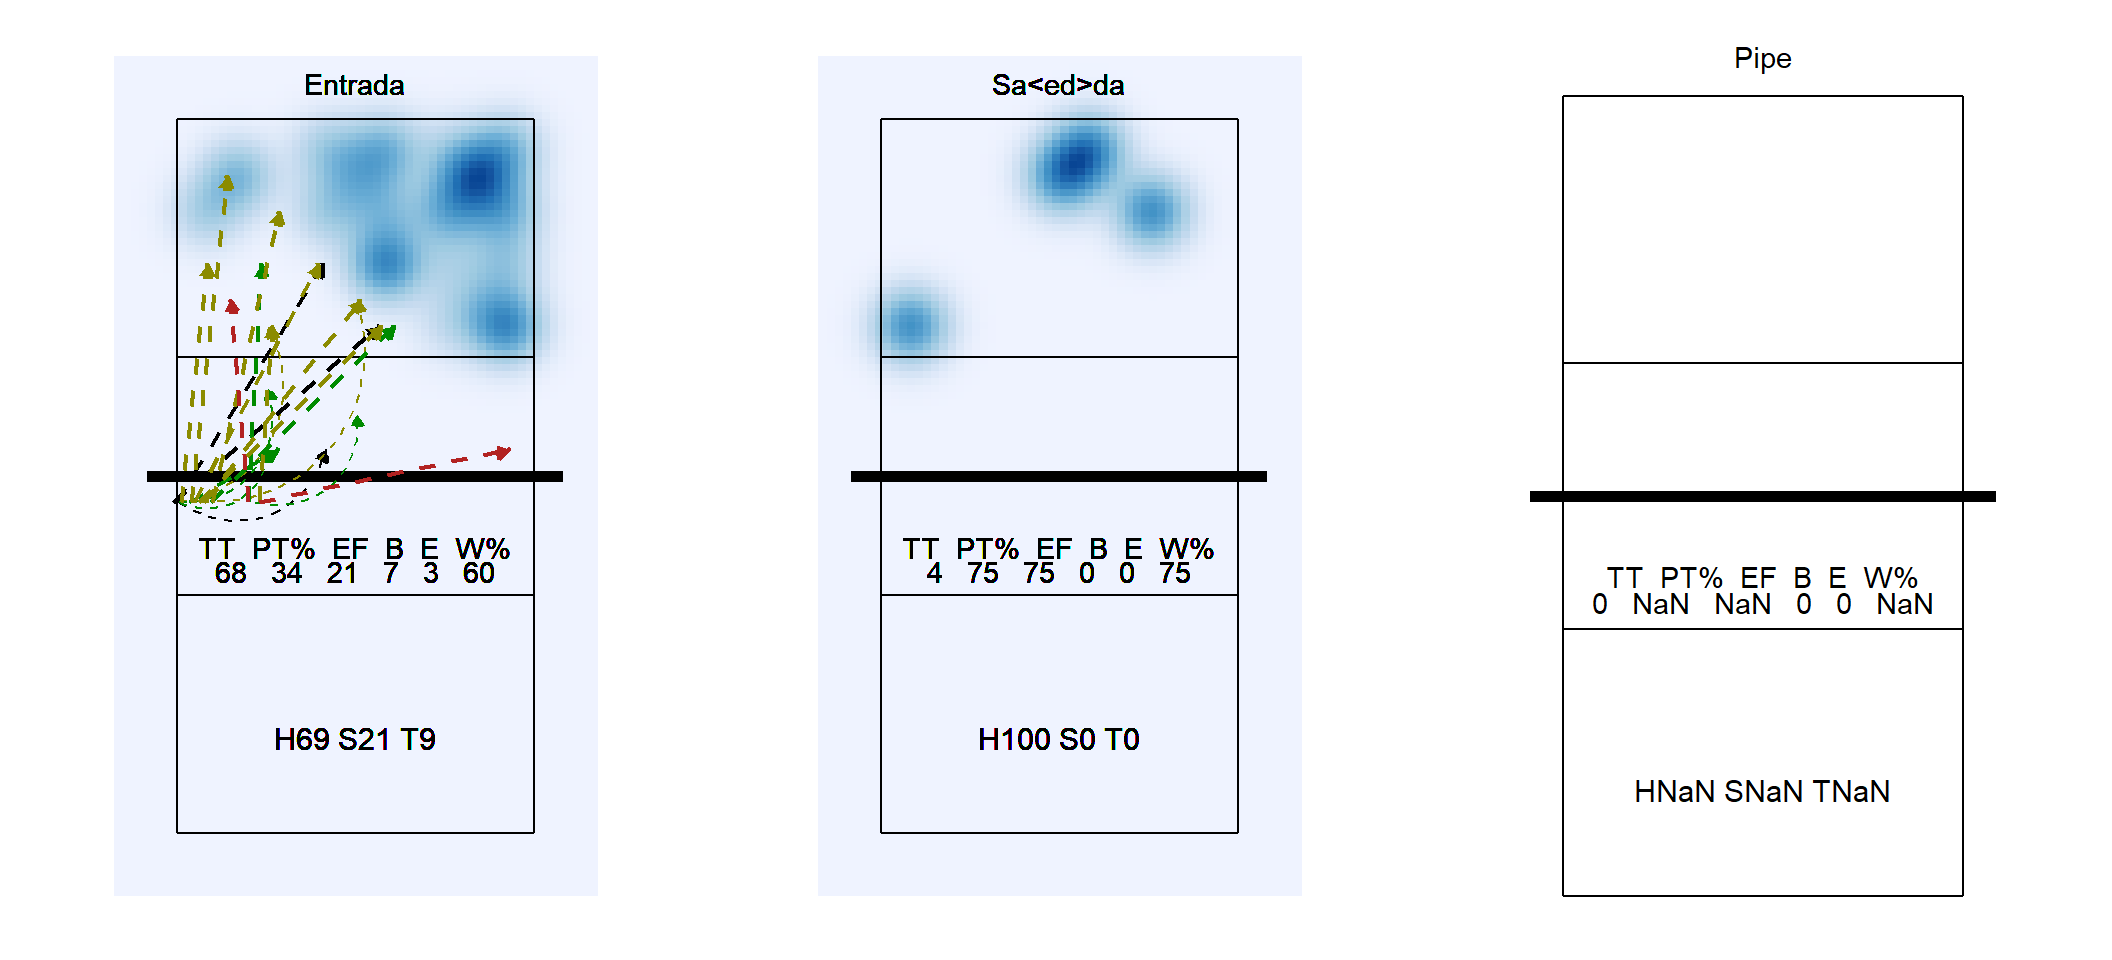 Entrada
TT PT% EF B E W%
68 34 21 7 3 60
H69 S21 T9
Sa<ed>da
TT PT% EF B E W%
4 75 75 0 0 75
H100 S0 T0
Pipe
TT PT% EF B E W%
0 NaN NaN 0 0 NaN
HNaN SNaN TNaN